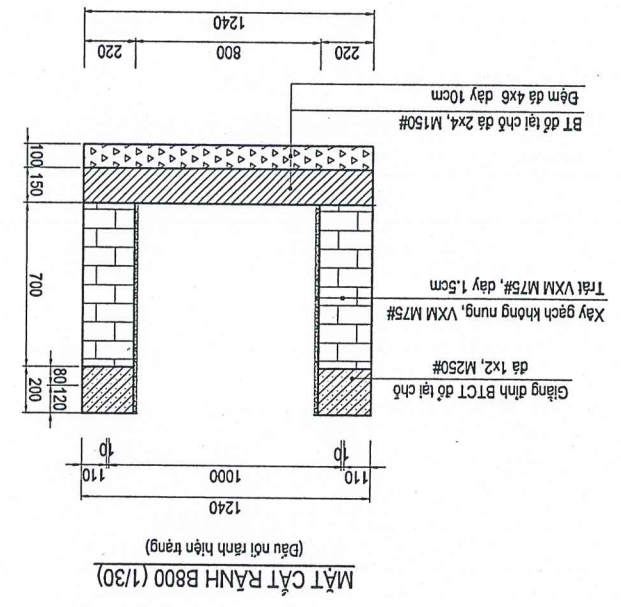 MẶT CẮT RÃNH B800 (1/30)
(Đấu nối rãnh hiện trạng)
1240
110 10 1000 10 110
Giằng đỉnh BTCT đổ tại chỗ
đá 1x2, M250#
200
120
80
Xây gạch không nung, VXM M75#
Trát VXM M75#, dày 1.5cm
700
150
100
BT đổ tại chỗ đá 2x4, M150#
Đệm đá 4x6 dày 10cm
220 800 220
1240